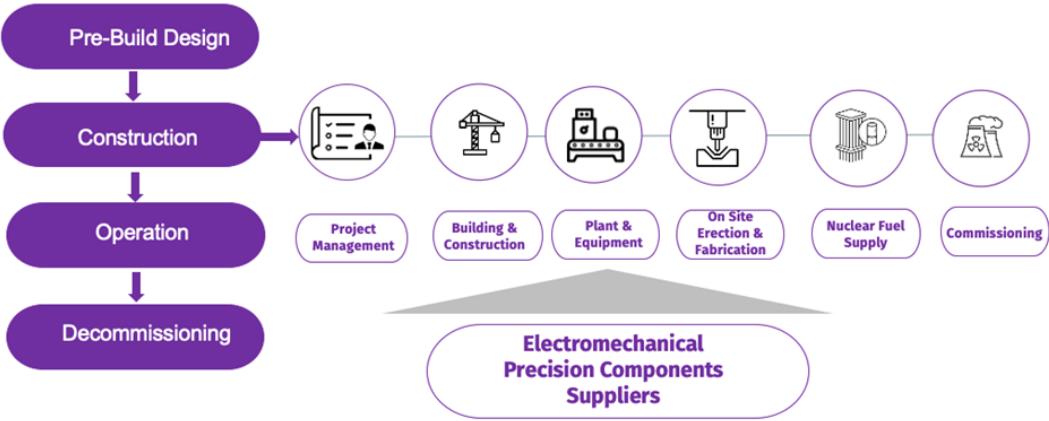 Pre-Build Design
Construction
Operation
Decommissioning
Project
Management
Building &
Construction
Plant &
Equipment
On Site
Erection &
Fabrication
Nuclear Fuel
Supply
Commissioning
Electromechanical
Precision Components
Suppliers